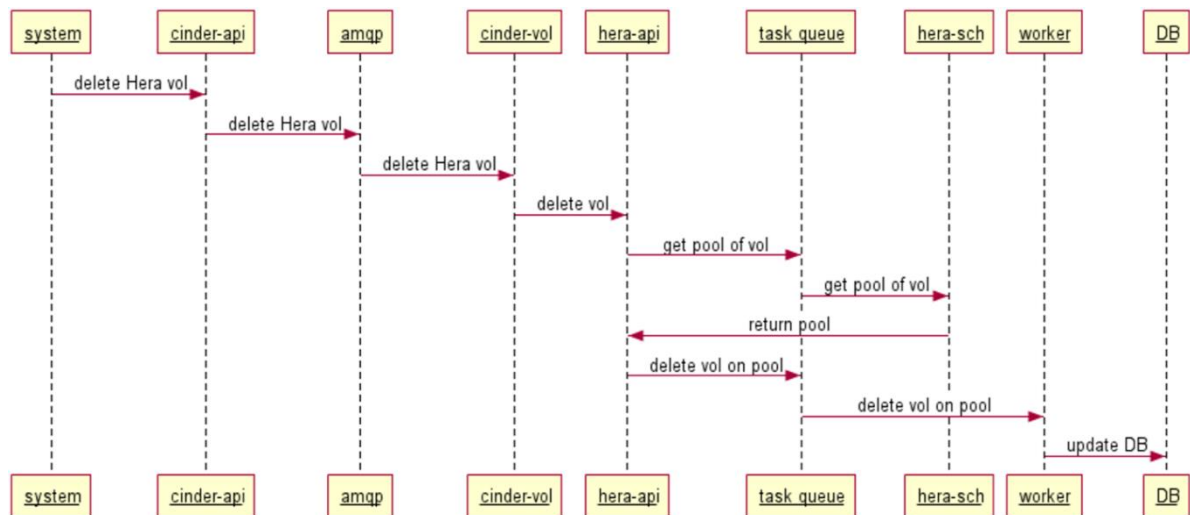 system cinder-api amqp cinder-vol hera-api task queue hera-sch worker DB
delete Hera vol
delete Hera vol
delete Hera vol
delete vol
get pool of vol
get pool of vol
return pool
delete vol on pool
delete vol on pool
update DB
system cinder-api amqp cinder-vol hera-api task queue hera-sch worker DB